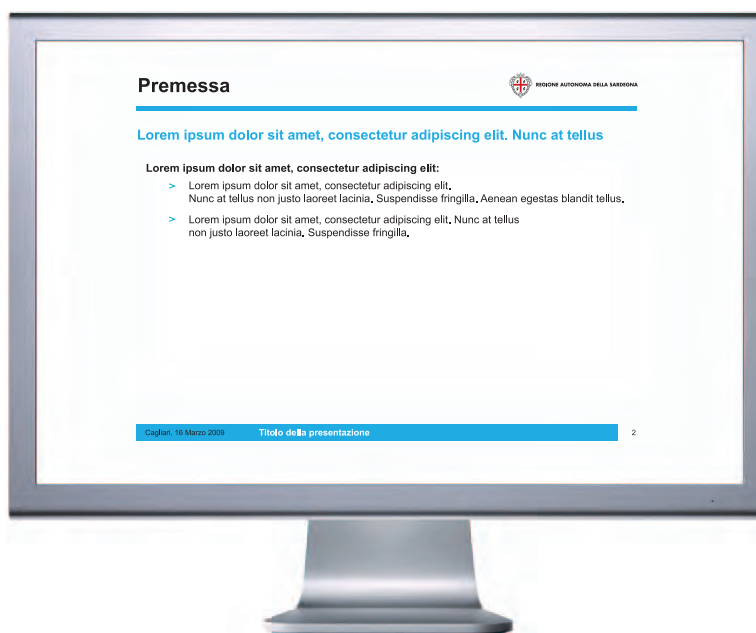 Premessa
REGIONE AUTONOMA DELLA SARDEGNA
Lorem ipsum dolor sit amet, consectetur adipiscing elit. Nunc at tellus
Lorem ipsum dolor sit amet, consectetur adipiscing elit:
> Lorem ipsum dolor sit amet, consectetur adipiscing elit.
Nunc at tellus non justo laoreet lacinia. Suspendisse fringilla. Aenean egestas blandit tellus.
> Lorem ipsum dolor sit amet, consectetur adipiscing elit. Nunc at tellus
non justo laoreet lacinia. Suspendisse fringilla.
Cagliari, 16 Marzo 2009 Titolo della presentazione 2